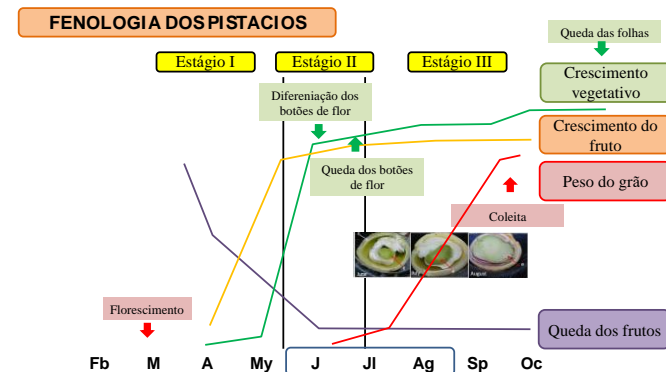 FENOLOGIA DOS PISTACIOS
Queda das folhas
Estágio I
Estágio II
Estágio III
Crescimento
vegetativo
Difereniação dos
botões de flor
Crescimento do
fruto
Queda dos botões
de flor
Peso do grão
Coleita
June
August
Florescimento
Queda dos frutos
Fb M A My J Jl Ag Sp Oc